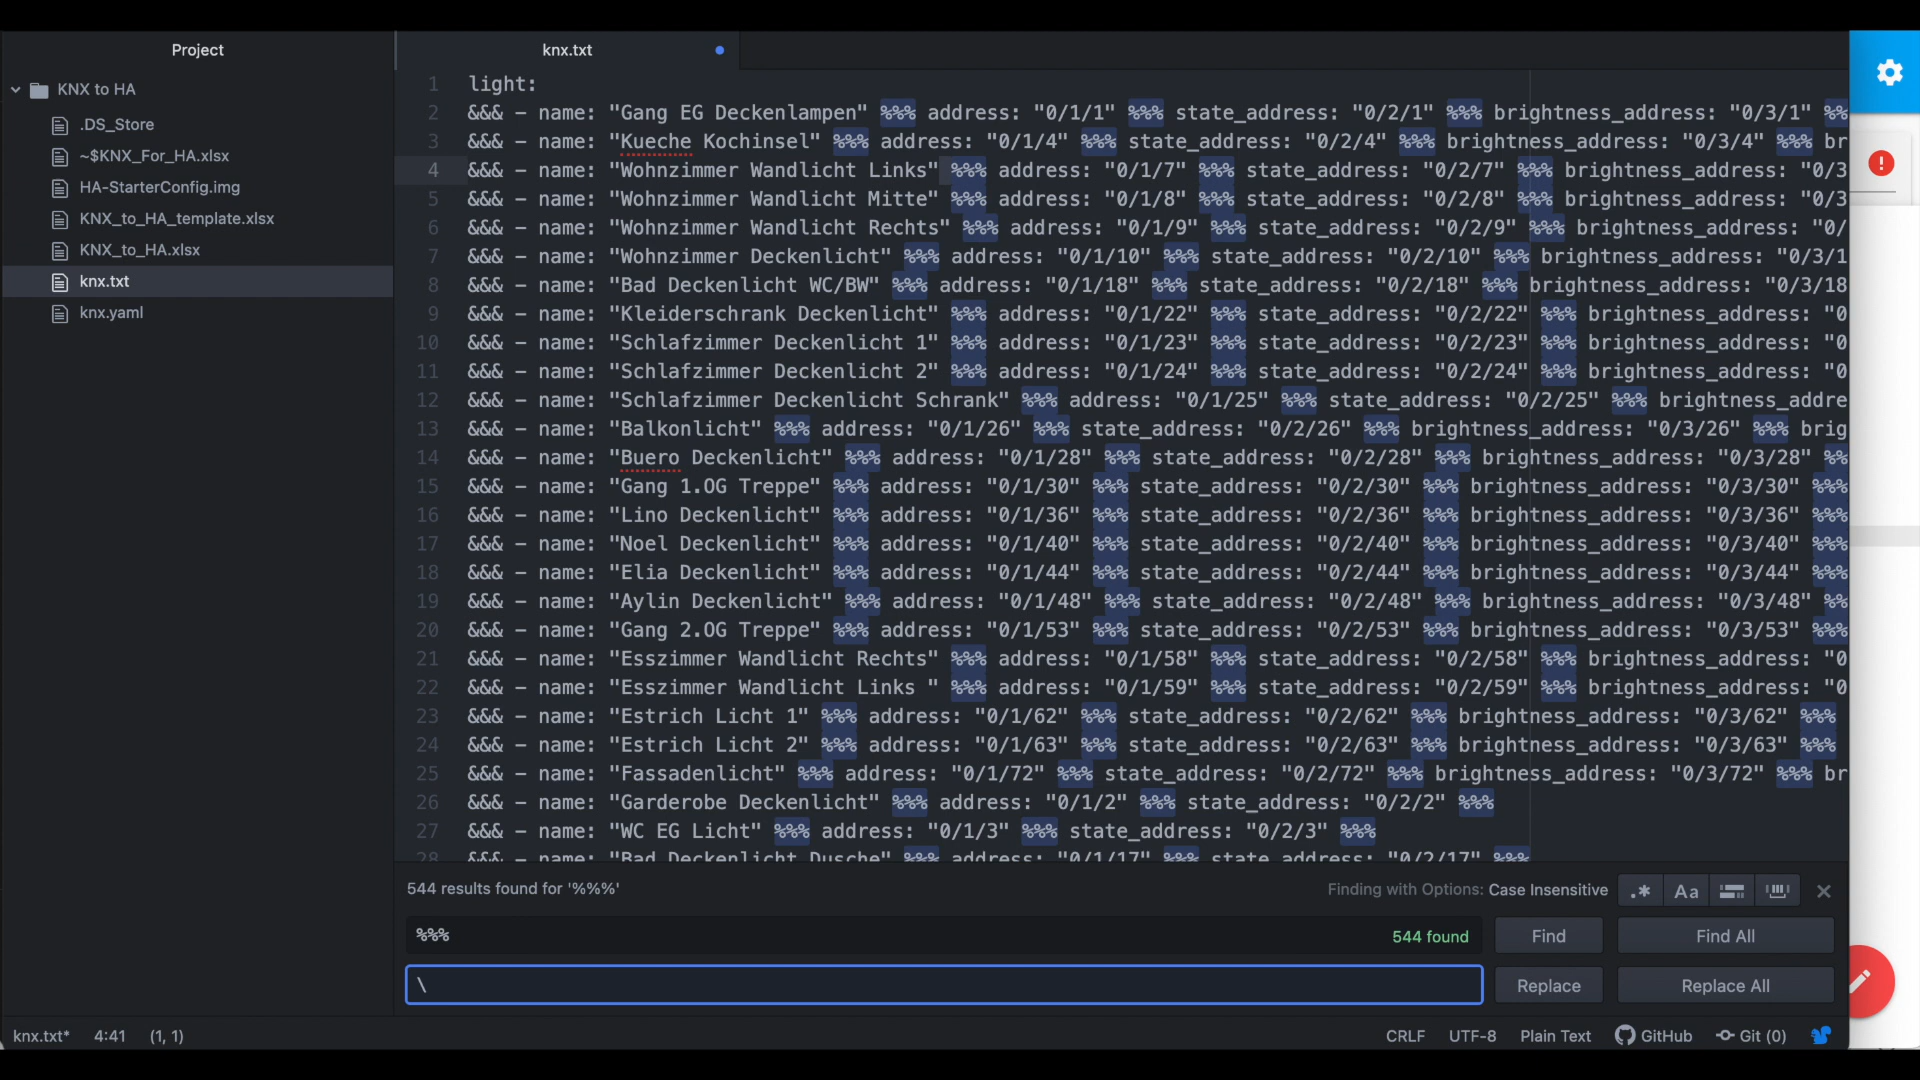 Project
KNX to HA
.DS_Store
~$KNX_For_HA.xlsx
HA-StarterConfig.img
KNX_to_HA_template.xlsx
KNX_to_HA.xlsx
knx.txt
knx.yaml
knx.txt
1 light:
2 &&& - name: "Gang EG Deckenlampen" %%% address: "0/1/1" %%% state_address: "0/2/1" %%% brightness_address: "0/3/1" %%
3 &&& - name: "Kueche Kochinsel" %%% address: "0/1/4" %%% state_address: "0/2/4" %%% brightness_address: "0/3/4" %%% br
4 &&& - name: "Wohnzimmer Wandlicht Links" %%% address: "0/1/7" %%% state_address: "0/2/7" %%% brightness_address: "0/3
5 &&& - name: "Wohnzimmer Wandlicht Mitte" %%% address: "0/1/8" %%% state_address: "0/2/8" %%% brightness_address: "0/3
6 &&& - name: "Wohnzimmer Wandlicht Rechts" %%% address: "0/1/9" %%% state_address: "0/2/9" %%% brightness_address: "0/
7 &&& - name: "Wohnzimmer Deckenlicht" %%% address: "0/1/10" %%% state_address: "0/2/10" %%% brightness_address: "0/3/1
8 &&& - name: "Bad Deckenlicht WC/BW" %%% address: "0/1/18" %%% state_address: "0/2/18" %%% brightness_address: "0/3/18
9 &&& - name: "Kleiderschrank Deckenlicht" %%% address: "0/1/22" %%% state_address: "0/2/22" %%% brightness_address: "0
10 &&& - name: "Schlafzimmer Deckenlicht 1" %%% address: "0/1/23" %%% state_address: "0/2/23" %%% brightness_address: "0
11 &&& - name: "Schlafzimmer Deckenlicht 2" %%% address: "0/1/24" %%% state_address: "0/2/24" %%% brightness_address: "0
12 &&& - name: "Schlafzimmer Deckenlicht Schrank" %%% address: "0/1/25" %%% state_address: "0/2/25" %%% brightness_addre
13 &&& - name: "Balkonlicht" %%% address: "0/1/26" %%% state_address: "0/2/26" %%% brightness_address: "0/3/26" %%% brig
14 &&& - name: "Buero Deckenlicht" %%% address: "0/1/28" %%% state_address: "0/2/28" %%% brightness_address: "0/3/28" %%
15 &&& - name: "Gang 1.OG Treppe" %%% address: "0/1/30" %%% state_address: "0/2/30" %%% brightness_address: "0/3/30" %%%
16 &&& - name: "Lino Deckenlicht" %%% address: "0/1/36" %%% state_address: "0/2/36" %%% brightness_address: "0/3/36" %%%
17 &&& - name: "Noel Deckenlicht" %%% address: "0/1/40" %%% state_address: "0/2/40" %%% brightness_address: "0/3/40" %%%
18 &&& - name: "Elia Deckenlicht" %%% address: "0/1/44" %%% state_address: "0/2/44" %%% brightness_address: "0/3/44" %%%
19 &&& - name: "Aylin Deckenlicht" %%% address: "0/1/48" %%% state_address: "0/2/48" %%% brightness_address: "0/3/48" %%
20 &&& - name: "Gang 2.OG Treppe" %%% address: "0/1/53" %%% state_address: "0/2/53" %%% brightness_address: "0/3/53" %%%
21 &&& - name: "Esszimmer Wandlicht Rechts" %%% address: "0/1/58" %%% state_address: "0/2/58" %%% brightness_address: "0
22 &&& - name: "Esszimmer Wandlicht Links " %%% address: "0/1/59" %%% state_address: "0/2/59" %%% brightness_address: "0
23 &&& - name: "Estrich Licht 1" %%% address: "0/1/62" %%% state_address: "0/2/62" %%% brightness_address: "0/3/62" %%%
24 &&& - name: "Estrich Licht 2" %%% address: "0/1/63" %%% state_address: "0/2/63" %%% brightness_address: "0/3/63" %%%
25 &&& - name: "Fassadenlicht" %%% address: "0/1/72" %%% state_address: "0/2/72" %%% brightness_address: "0/3/72" %%% br
26 &&& - name: "Garderobe Deckenlicht" %%% address: "0/1/2" %%% state_address: "0/2/2" %%%
27 &&& - name: "WC EG Licht" %%% address: "0/1/3" %%% state_address: "0/2/3" %%%
28 &&& - name: "Bad Deckenlicht Dusche" %%% address: "0/1/17" %%% state_address: "0/2/17" %%%
544 results found for '%%%'
Finding with Options: Case Insensitive
.* Aa
%%% 544 found Find Find All
\ Replace Replace All
knx.txt* 4:41 (1, 1) CRLF UTF-8 Plain Text GitHub Git (0)